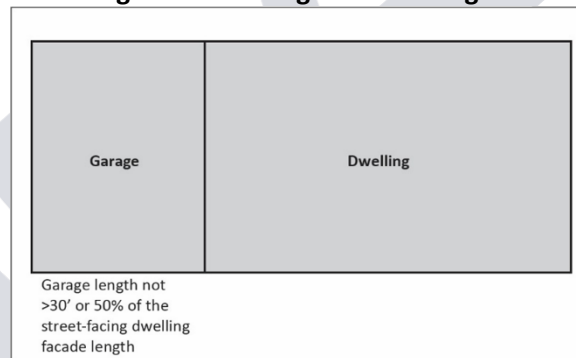 Garage
Dwelling
Garage length not
>30' or 50% of the
street-facing dwelling
facade length